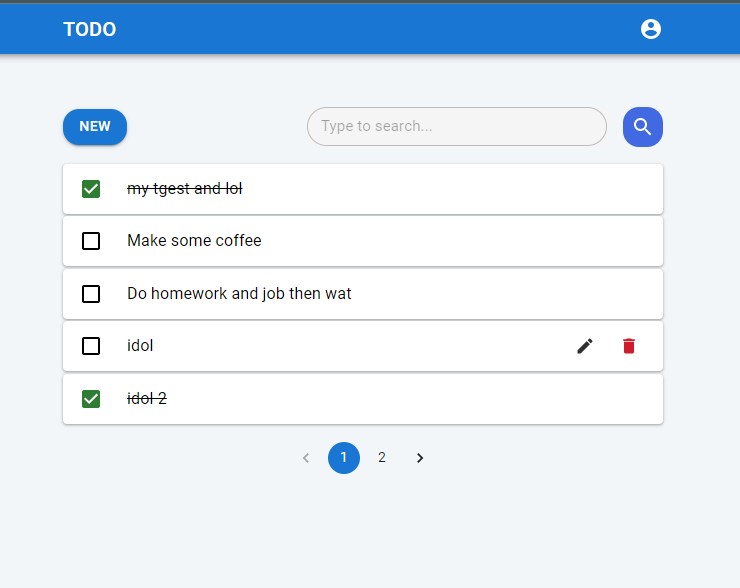 TODO
NEW
Type to search...
my tgest and lol
Make some coffee
Do homework and job then wat
idol
idol 2
1 2